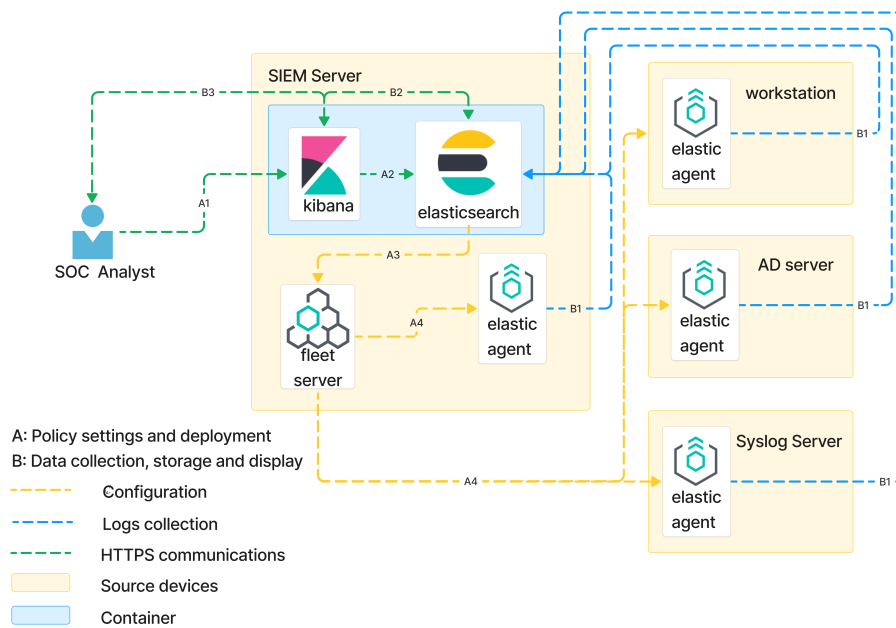 SIEM Server
B3
B2
workstation
B1
elastic
agent
A2
kibana
elasticsearch
A1
SOC Analyst
A3
AD server
B1
elastic
agent
B1
elastic
agent
A4
fleet
server
A: Policy settings and deployment
B: Data collection, storage and display
Configuration
Logs collection
HTTPS communications
Source devices
Container
A4
Syslog Server
B1
elastic
agent